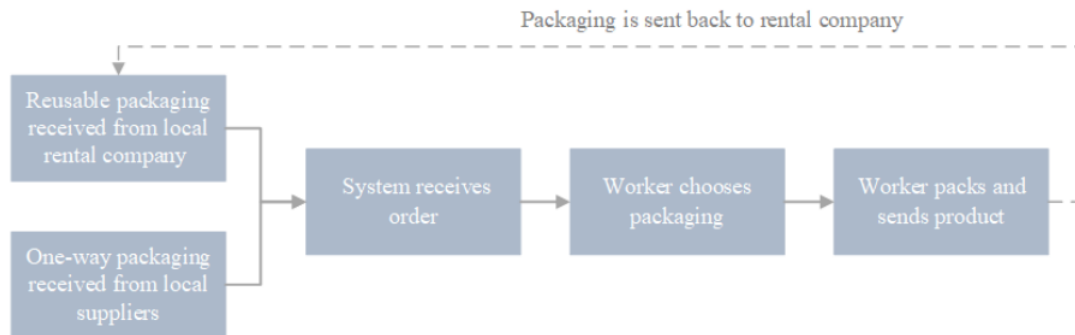 Packaging is sent back to rental company
Reusable packaging
received from local
rental company
System receives
order
Worker chooses
packaging
Worker packs and
sends product
One-way packaging
received from local
suppliers